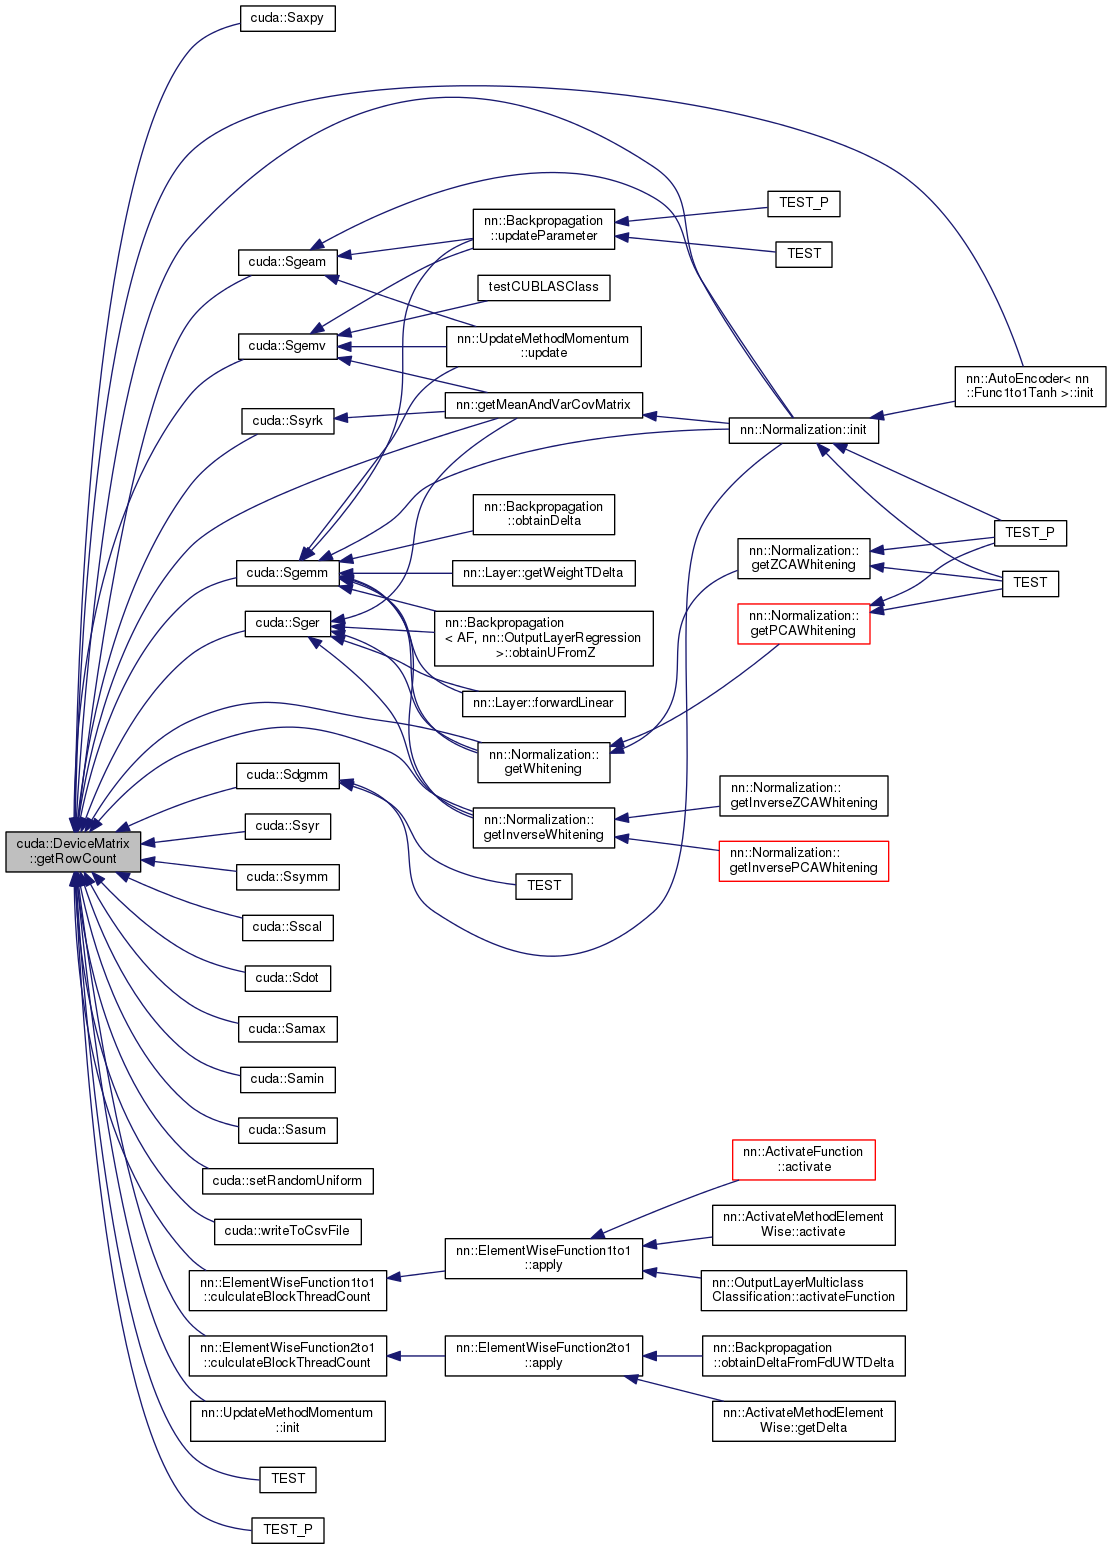 cuda::Saxpy
nn::Backpropagation
::updateParameter
TEST_P
TEST
cuda::Sgeam
testCUBLASClass
cuda::Sgemv
nn::UpdateMethodMomentum
::update
nn::AutoEncoder< nn
::Func1to1Tanh >::init
nn::getMeanAndVarCovMatrix
cuda::Ssyrk
nn::Normalization::init
nn::Backpropagation
::obtainDelta
TEST_P
nn::Normalization::
getZCAWhitening
cuda::Sgemm
nn::Layer::getWeightTDelta
TEST
cuda::Sger
nn::Backpropagation
< AF, nn::OutputLayerRegression
>::obtainUFromZ
nn::Normalization::
getPCAWhitening
nn::Layer::forwardLinear
nn::Normalization::
getWhitening
cuda::Sdgmm
nn::Normalization::
getInverseZCAWhitening
nn::Normalization::
getInverseWhitening
cuda::Ssyr
cuda::DeviceMatrix
::getRowCount
nn::Normalization::
getInversePCAWhitening
cuda::Ssymm
TEST
cuda::Sscal
cuda::Sdot
cuda::Samax
cuda::Samin
cuda::Sasum
cuda::setRandomUniform
nn::ActivateFunction
::activate
cuda::writeToCsvFile
nn::ActivateMethodElement
Wise::activate
nn::ElementWiseFunction1to1
::apply
nn::ElementWiseFunction1to1
::culculateBlockThreadCount
nn::OutputLayerMulticlass
Classification::activateFunction
nn::ElementWiseFunction2to1
::culculateBlockThreadCount
nn::ElementWiseFunction2to1
::apply
nn::Backpropagation
::obtainDeltaFromFdUWTDelta
nn::UpdateMethodMomentum
::init
nn::ActivateMethodElement
Wise::getDelta
TEST
TEST_P